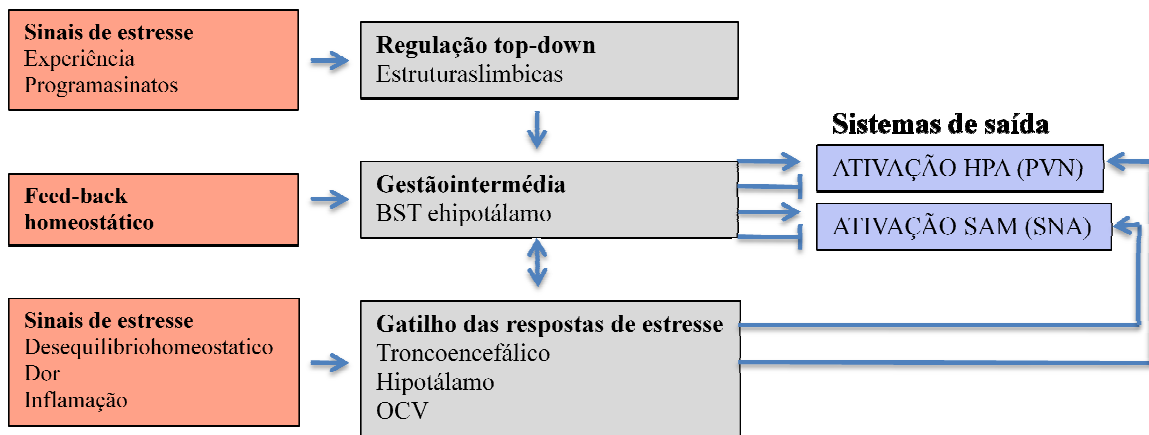 Sinais de estresse
Experiência
Programasinatos
Regulação top-down
Estruturaslimbicas
Sistemas de saída
Feed-back
homeostático
Gestãointermédia
BST ehipotálamo
ATIVAÇÃO HPA (PVN)
ATIVAÇÃO SAM (SNA)
Sinais de estresse
Desequilibriohomeostatico
Dor
Inflamação
Gatilho das respostas de estresse
Troncoencefálico
Hipotálamo
OCV